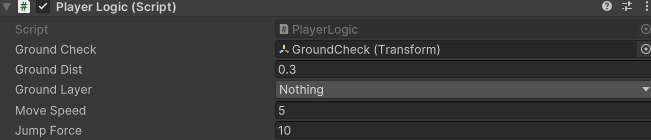 Player Logic (Script)
Script PlayerLogic
Ground Check GroundCheck (Transform)
Ground Dist 0.3
Ground Layer Nothing
Move Speed 5
Jump Force 10